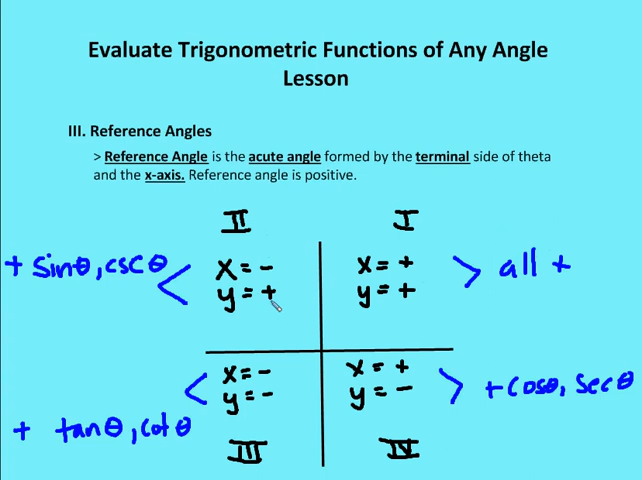 Evaluate Trigonometric Functions of Any Angle
Lesson
III. Reference Angles
> Reference Angle is the acute angle formed by the terminal side of theta
and the x-axis. Reference angle is positive.
II I
+ sinθ, cscθ < x = - x = + > all +
y = + y = +
< x = - x = + > + cosθ, secθ
y = - y = -
+ tanθ, cotθ
III IV